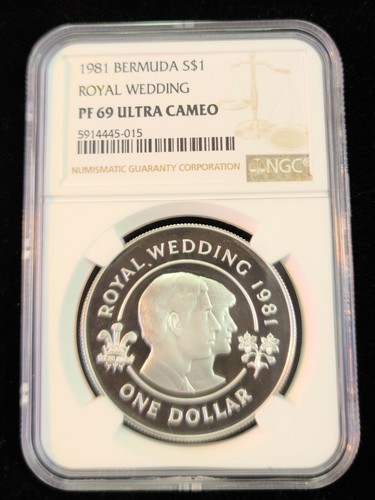 1981 BERMUDA S$1
ROYAL WEDDING
PF 69 ULTRA CAMEO
5914445-015
NUMISMATIC GUARANTY CORPORATION
NGC
ROYAL WEDDING 1981
ONE DOLLAR